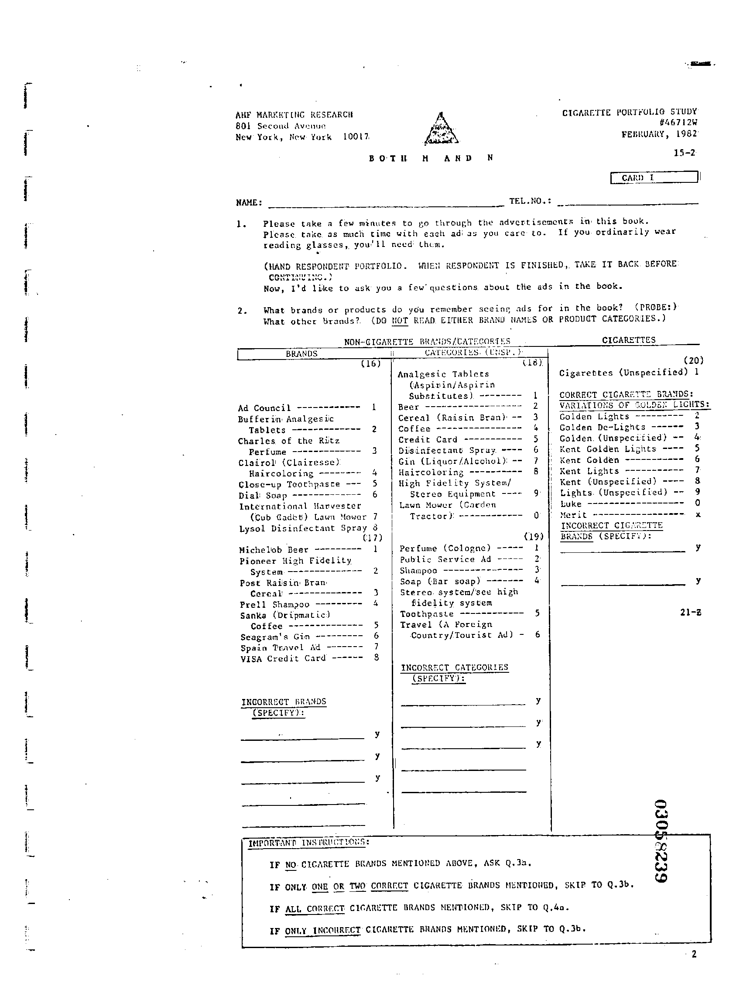 AHF MARKETING RESEARCH
801 Second Avenue
New York, New York 10017
CIGARETTE PORTFOLIO STUDY
#46712W
FEBRUARY, 1982
BOTH M AND N
15-2
CARD I
NAME: TEL.NO.:
1. Please take a few minutes to go through the advertisements in this book.
Please take as much time with each ad as you care to. If you ordinarily wear
reading glasses, you'll need them.
(HAND RESPONDENT PORTFOLIO. WHEN RESPONDENT IS FINISHED, TAKE IT BACK BEFORE
CONTINUING.)
Now, I'd like to ask you a few questions about the ads in the book.
2. What brands or products do you remember seeing ads for in the book? (PROBE:)
What other brands? (DO NOT READ EITHER BRAND NAMES OR PRODUCT CATEGORIES.)
NON-CIGARETTE BRANDS/CATEGORIES
BRANDS
(16)
Ad Council ------------ 1
Bufferin Analgesic
Tablets ------------- 2
Charles of the Ritz
Perfume ------------- 3
Clairol (Clairesse)
Haircoloring -------- 4
Close-up Toothpaste --- 5
Dial Soap ------------- 6
International Harvester
(Cub Cadet) Lawn Mower 7
Lysol Disinfectant Spray 8
(17)
Michelob Beer --------- 1
Pioneer High Fidelity
System -------------- 2
Post Raisin Bran
Cereal -------------- 3
Prell Shampoo --------- 4
Sanka (Dripmatic)
Coffee -------------- 5
Seagram's Gin --------- 6
Spain Travel Ad ------- 7
VISA Credit Card ------ 8
INCORRECT BRANDS
(SPECIFY):
y
y
y
CATEGORIES (UNSP.)
(18)
Analgesic Tablets
(Aspirin/Aspirin
Substitutes) -------- 1
Beer ------------------ 2
Cereal (Raisin Bran) -- 3
Coffee ---------------- 4
Credit Card ----------- 5
Disinfectant Spray ---- 6
Gin (Liquor/Alcohol) -- 7
Haircoloring ---------- 8
High Fidelity System/
Stereo Equipment ---- 9
Lawn Mower (Garden
Tractor) ------------ 0
(19)
Perfume (Cologne) ----- 1
Public Service Ad ----- 2
Shampoo --------------- 3
Soap (Bar soap) ------- 4
Stereo system/see high
fidelity system
Toothpaste ------------ 5
Travel (A Foreign
Country/Tourist Ad) - 6
INCORRECT CATEGORIES
(SPECIFY):
y
y
y
CIGARETTES
(20)
Cigarettes (Unspecified) 1
CORRECT CIGARETTE BRANDS:
VARIATIONS OF GOLDEN LIGHTS:
Golden Lights --------- 2
Golden De-Lights ------ 3
Golden (Unspecified) -- 4
Kent Golden Lights ---- 5
Kent Golden ----------- 6
Kent Lights ----------- 7
Kent (Unspecified) ---- 8
Lights (Unspecified) -- 9
Luke ------------------ 0
Merit ----------------- x
INCORRECT CIGARETTE
BRANDS (SPECIFY):
y
y
21-Z
03058239
IMPORTANT INSTRUCTIONS:
IF NO CIGARETTE BRANDS MENTIONED ABOVE, ASK Q.3a.
IF ONLY ONE OR TWO CORRECT CIGARETTE BRANDS MENTIONED, SKIP TO Q.3b.
IF ALL CORRECT CIGARETTE BRANDS MENTIONED, SKIP TO Q.4a.
IF ONLY INCORRECT CIGARETTE BRANDS MENTIONED, SKIP TO Q.3b.
2